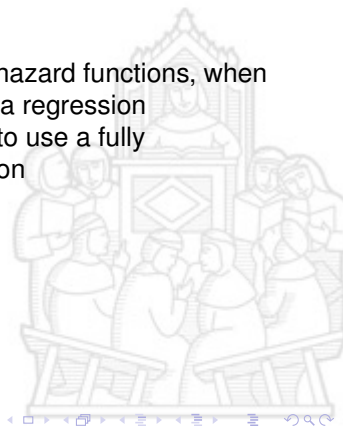 hazard functions, when
a regression
to use a fully
on